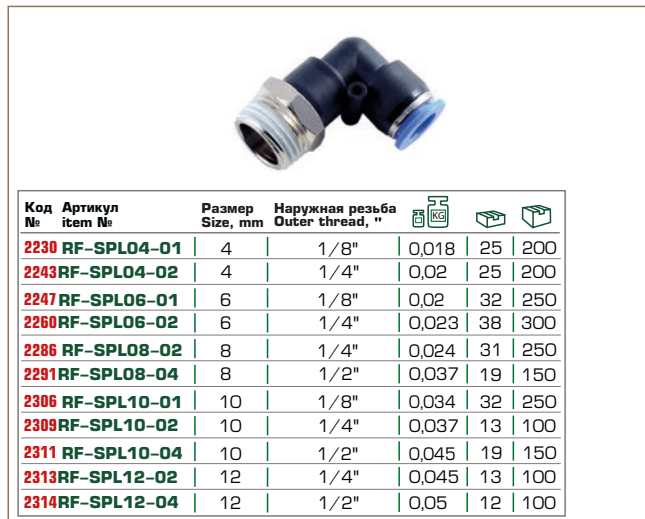 Код Артикул Размер Наружная резьба
№ item № Size, mm Outer thread, " KG
2230 RF-SPL04-01 4 1/8" 0,018 25 200
2243 RF-SPL04-02 4 1/4" 0,02 25 200
2247 RF-SPL06-01 6 1/8" 0,02 32 250
2260 RF-SPL06-02 6 1/4" 0,023 38 300
2286 RF-SPL08-02 8 1/4" 0,024 31 250
2291 RF-SPL08-04 8 1/2" 0,037 19 150
2306 RF-SPL10-01 10 1/8" 0,034 32 250
2309 RF-SPL10-02 10 1/4" 0,037 13 100
2311 RF-SPL10-04 10 1/2" 0,045 19 150
2313 RF-SPL12-02 12 1/4" 0,045 13 100
2314 RF-SPL12-04 12 1/2" 0,05 12 100